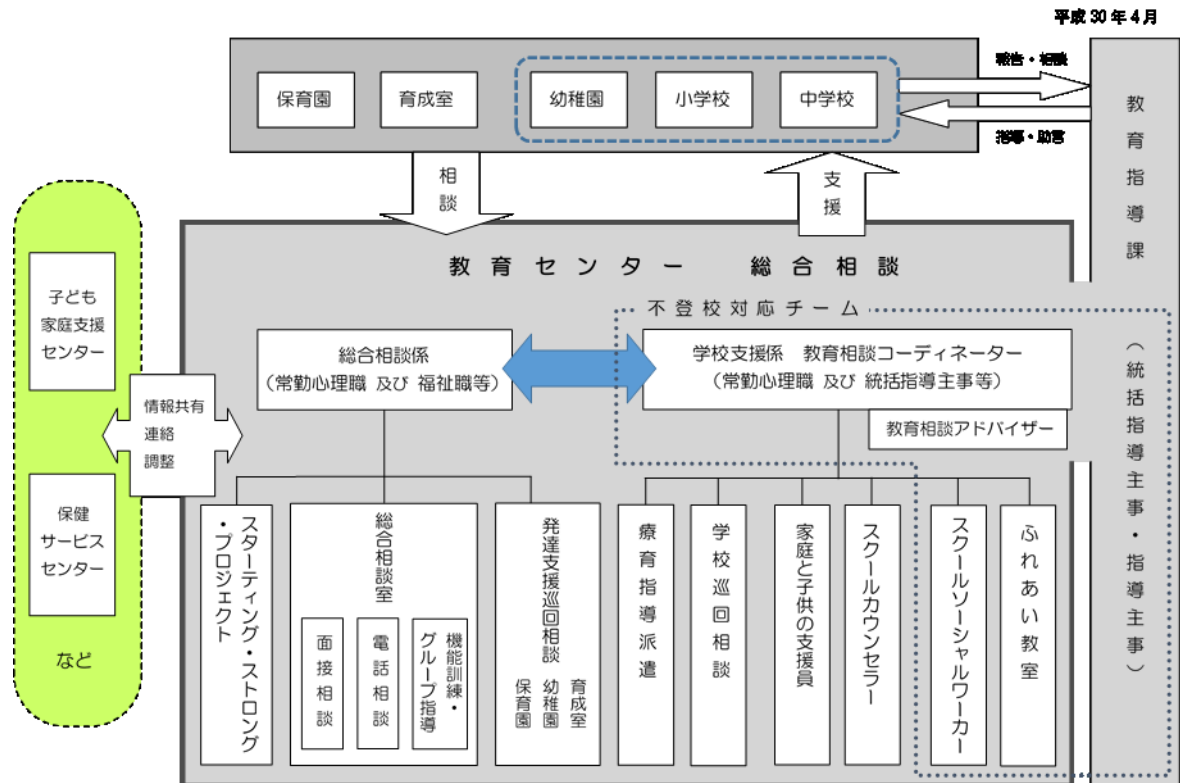 平成30年4月
保育園
育成室
幼稚園
小学校
中学校
報告・相談
指導・助言
相談
支援
教育指導課
（統括指導主事・指導主事）
子ども
家庭支援
センター
保健
サービス
センター
など
情報共有
連絡
調整
教育センター 総合相談
不登校対応チーム
総合相談係
（常勤心理職 及び 福祉職等）
学校支援係 教育相談コーディネーター
（常勤心理職 及び 統括指導主事等）
教育相談アドバイザー
スターティング・ストロング
・プロジェクト
総合相談室
面接相談
電話相談
機能訓練・
グループ指導
発達支援巡回相談
育成室
幼稚園
保育園
療育指導派遣
学校巡回相談
家庭と子供の支援員
スクールカウンセラー
スクールソーシャルワーカー
ふれあい教室